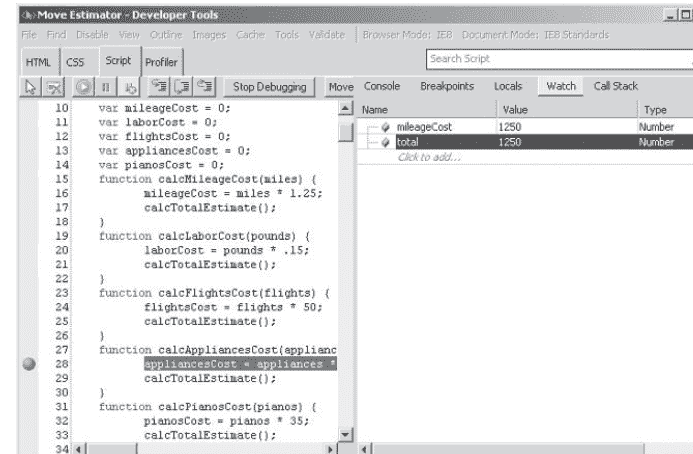 Move Estimator - Developer Tools
File Find Disable View Outline Images Cache Tools Validate Browser Mode: IE8 Document Mode: IE8 Standards
HTML CSS Script Profiler Search Script
Stop Debugging Move Console Breakpoints Locals Watch Call Stack
Name Value Type
mileageCost 1250 Number
total 1250 Number
Click to add...
10 var mileageCost = 0;
11 var laborCost = 0;
12 var flightsCost = 0;
13 var appliancesCost = 0;
14 var pianosCost = 0;
15 function calcMileageCost(miles) {
16 mileageCost = miles * 1.25;
17 calcTotalEstimate();
18 }
19 function calcLaborCost(pounds) {
20 laborCost = pounds * .15;
21 calcTotalEstimate();
22 }
23 function calcFlightsCost(flights) {
24 flightsCost = flights * 50;
25 calcTotalEstimate();
26 }
27 function calcAppliancesCost(applianc
28 appliancesCost = appliances *
29 calcTotalEstimate();
30 }
31 function calcPianosCost(pianos) {
32 pianosCost = pianos * 35;
33 calcTotalEstimate();
34